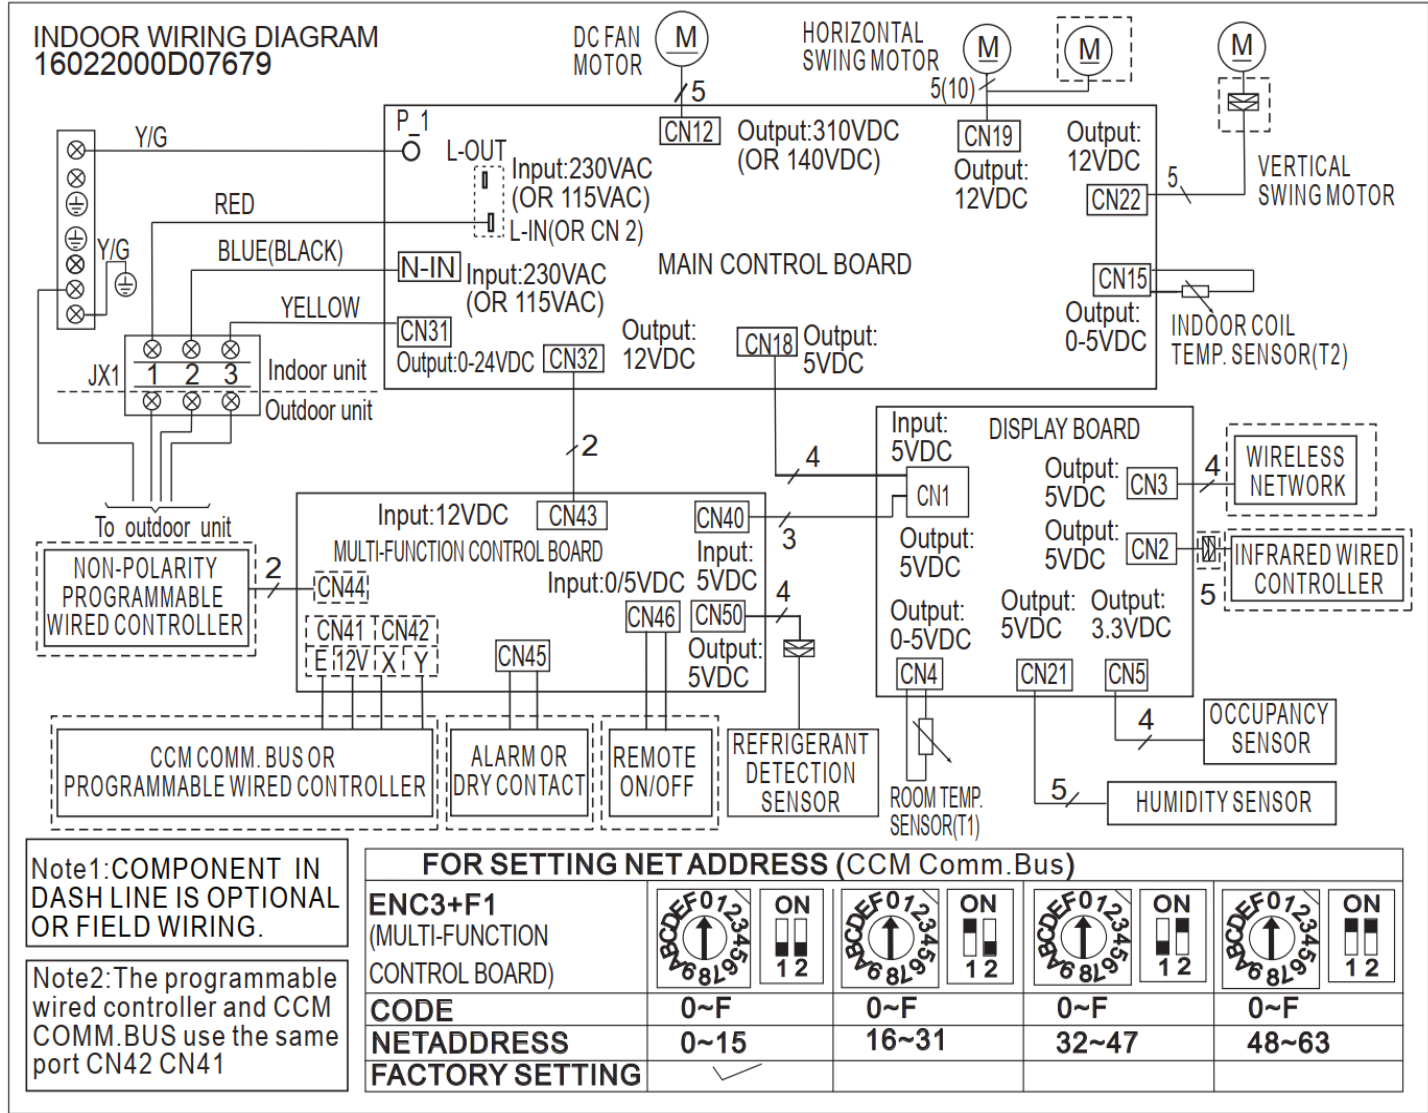 INDOOR WIRING DIAGRAM
16022000D07679
DC FAN
MOTOR
M
5
HORIZONTAL
SWING MOTOR
M
M
5(10)
M
VERTICAL
SWING MOTOR
5
Y/G
P_1
L-OUT
Input:230VAC
(OR 115VAC)
L-IN(OR CN 2)
CN12
Output:310VDC
(OR 140VDC)
CN19
Output:
12VDC
Output:
12VDC
CN22
RED
BLUE(BLACK)
Y/G
N-IN
Input:230VAC
(OR 115VAC)
MAIN CONTROL BOARD
CN15
Output:
0-5VDC
INDOOR COIL
TEMP. SENSOR(T2)
YELLOW
CN31
Output:0-24VDC
CN32
Output:
12VDC
CN18
Output:
5VDC
JX1
1 2 3
Indoor unit
Outdoor unit
To outdoor unit
2
4
3
Input:
5VDC
DISPLAY BOARD
CN1
Output:
5VDC
Output:
5VDC
CN3
4
WIRELESS
NETWORK
Output:
5VDC
CN2
5
INFRARED WIRED
CONTROLLER
Output:
0-5VDC
CN4
Output:
5VDC
CN21
Output:
3.3VDC
CN5
Input:12VDC
CN43
CN40
Input:
5VDC
MULTI-FUNCTION CONTROL BOARD
NON-POLARITY
PROGRAMMABLE
WIRED CONTROLLER
2
CN44
Input:0/5VDC
CN46
CN50
Output:
5VDC
4
CN41 CN42
E 12V X Y
CN45
CCM COMM. BUS OR
PROGRAMMABLE WIRED CONTROLLER
ALARM OR
DRY CONTACT
REMOTE
ON/OFF
REFRIGERANT
DETECTION
SENSOR
ROOM TEMP.
SENSOR(T1)
4
OCCUPANCY
SENSOR
5
HUMIDITY SENSOR
Note1:COMPONENT IN
DASH LINE IS OPTIONAL
OR FIELD WIRING.
Note2:The programmable
wired controller and CCM
COMM.BUS use the same
port CN42 CN41
FOR SETTING NET ADDRESS (CCM Comm.Bus)
ENC3+F1
(MULTI-FUNCTION
CONTROL BOARD)
0123456789ABCDEF
ON
1 2
0123456789ABCDEF
ON
1 2
0123456789ABCDEF
ON
1 2
0123456789ABCDEF
ON
1 2
CODE 0~F 0~F 0~F 0~F
NETADDRESS 0~15 16~31 32~47 48~63
FACTORY SETTING